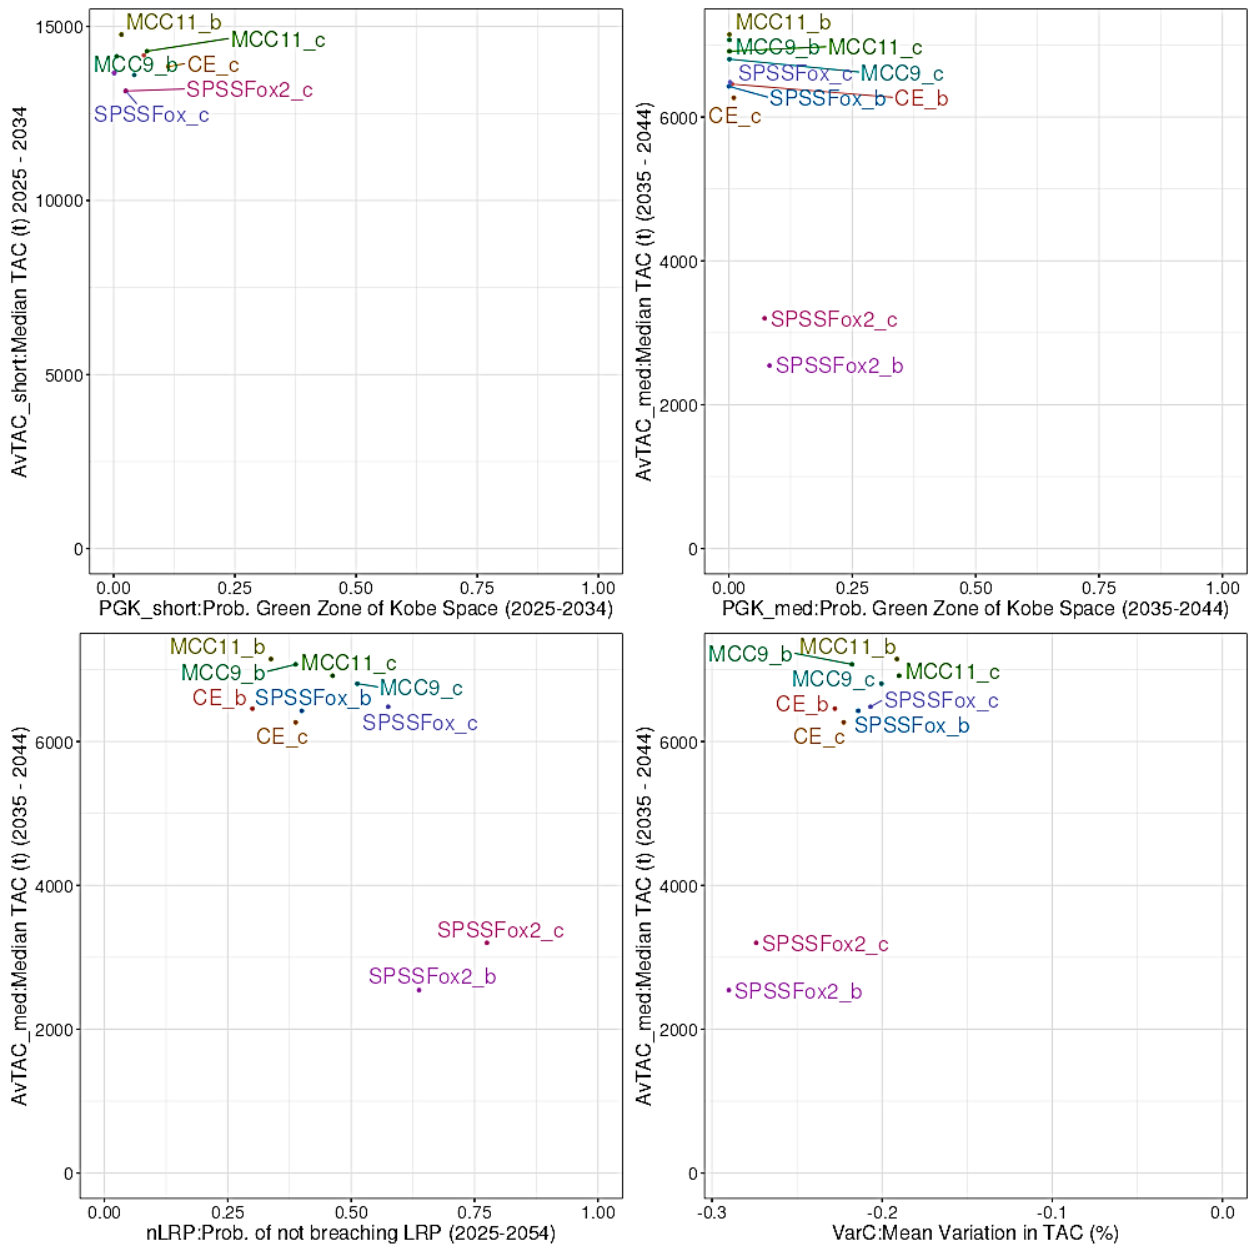 AvTAC_short:Median TAC (t) 2025 - 2034
15000
10000
5000
0
MCC11_b
MCC11_c
MCC9_b
CE_c
SPSSFox2_c
SPSSFox_c
0.00 0.25 0.50 0.75 1.00
PGK_short:Prob. Green Zone of Kobe Space (2025-2034)
AvTAC_med:Median TAC (t) (2035 - 2044)
6000
4000
2000
0
MCC11_b
MCC9_b
MCC11_c
SPSSFox_c
MCC9_c
SPSSFox_b
CE_b
CE_c
SPSSFox2_c
SPSSFox2_b
0.00 0.25 0.50 0.75 1.00
PGK_med:Prob. Green Zone of Kobe Space (2035-2044)
AvTAC_med:Median TAC (t) (2035 - 2044)
6000
4000
2000
0
MCC11_b
MCC11_c
MCC9_b
CE_b
SPSSFox_b
MCC9_c
SPSSFox_c
CE_c
SPSSFox2_c
SPSSFox2_b
0.00 0.25 0.50 0.75 1.00
nLRP:Prob. of not breaching LRP (2025-2054)
AvTAC_med:Median TAC (t) (2035 - 2044)
6000
4000
2000
0
MCC9_b
MCC11_b
MCC11_c
MCC9_c
CE_b
SPSSFox_c
SPSSFox_b
CE_c
SPSSFox2_c
SPSSFox2_b
-0.3 -0.2 -0.1 0.0
VarC:Mean Variation in TAC (%)